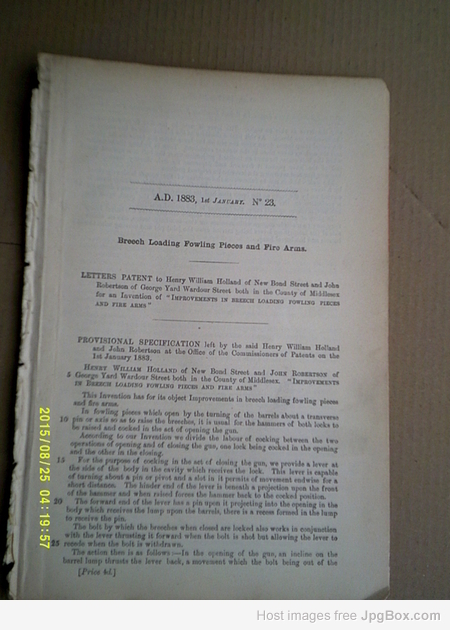 A.D. 1883, 1st JANUARY. No 23.
Breech Loading Fowling Pieces and Fire Arms.
LETTERS PATENT to Henry William Holland of New Bond Street and John
Robertson of George Yard Wardour Street both in the County of Middlesex
for an Invention of "IMPROVEMENTS IN BREECH LOADING FOWLING PIECES
AND FIRE ARMS"
PROVISIONAL SPECIFICATION left by the said Henry William Holland
and John Robertson at the Office of the Commissioners of Patents on the
1st January 1883.
HENRY WILLIAM HOLLAND of New Bond Street and JOHN ROBERTSON of
5 George Yard Wardour Street both in the County of Middlesex. "IMPROVEMENTS
IN BREECH LOADING FOWLING PIECES AND FIRE ARMS"
This Invention has for its object Improvements in breech loading fowling pieces
and fire arms.
In fowling pieces which open by the turning of the barrels about a transverse
10 pin or axis so as to raise the breeches, it is usual for the hammers of both locks to
be raised and cocked in the act of opening the gun.
According to our Invention we divide the labour of cocking between the two
operations of opening and of closing the gun, one lock being cocked in the opening
and the other in the closing.
15 For the purpose of cocking in the act of closing the gun, we provide a lever at
the side of the body in the cavity which receives the lock. This lever is capable
of turning about a pin or pivot and a slot in it permits of movement endwise for a
short distance. The hinder end of the lever is beneath a projection upon the front
of the hammer and when raised forces the hammer back to the cocked position.
20 The forward end of the lever has a pin upon it projecting into the opening in the
body which receives the lump upon the barrels, there is a recess formed in the lump
to receive the pin.
The bolt by which the breeches when closed are locked also works in conjunction
with the lever thrusting it forward when the bolt is shot but allowing the lever to
25 recede when the bolt is withdrawn.
The action then is as follows:—In the opening of the gun, an incline on the
barrel lump thrusts the lever back, a movement which the bolt being out of the
[Price 4d.]
2015/08/25 04:19:57
Host images free JpgBox.com